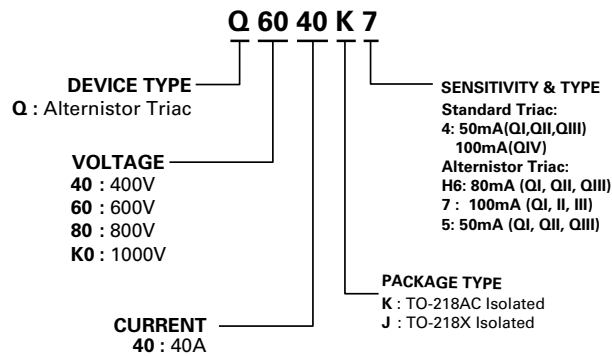 Q 60 40 K 7
DEVICE TYPE
Q : Alternistor Triac
VOLTAGE
40 : 400V
60 : 600V
80 : 800V
K0 : 1000V
CURRENT
40 : 40A
SENSITIVITY & TYPE
Standard Triac:
4: 50mA(QI,QII,QIII)
100mA(QIV)
Alternistor Triac:
H6: 80mA (QI, QII, QIII)
7 : 100mA (QI, II, III)
5: 50mA (QI, QII, QIII)
PACKAGE TYPE
K : TO-218AC Isolated
J : TO-218X Isolated